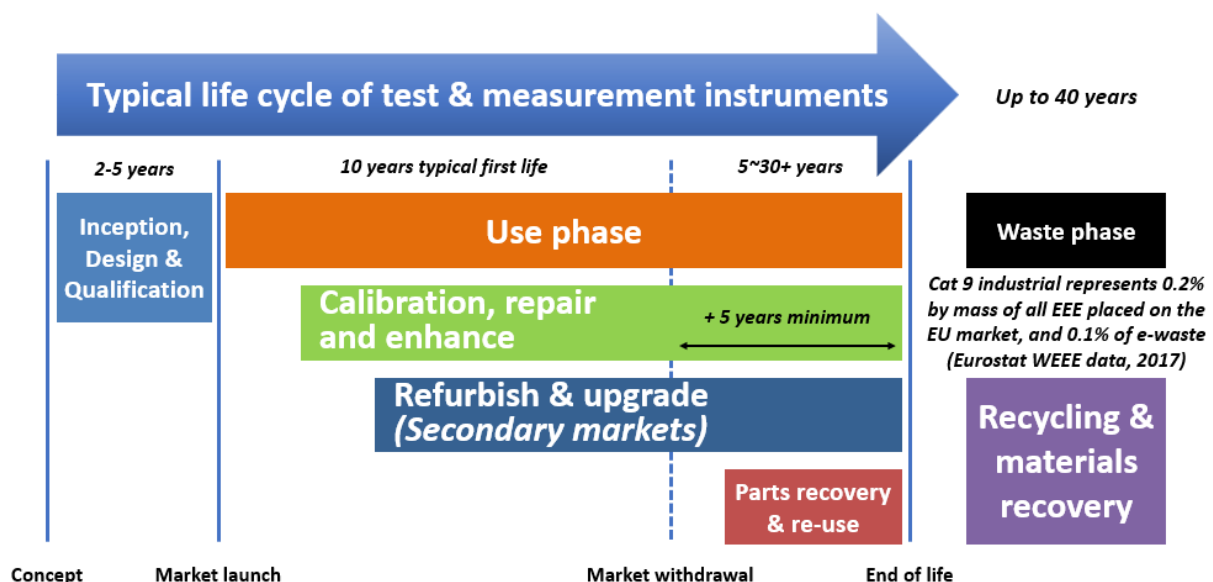 Typical life cycle of test & measurement instruments
Up to 40 years
2-5 years
10 years typical first life
5~30+ years
Inception,
Design &
Qualification
Use phase
Waste phase
Calibration, repair
and enhance
+ 5 years minimum
Cat 9 industrial represents 0.2%
by mass of all EEE placed on the
EU market, and 0.1% of e-waste
(Eurostat WEEE data, 2017)
Refurbish & upgrade
(Secondary markets)
Recycling &
materials
recovery
Parts recovery
& re-use
Concept
Market launch
Market withdrawal
End of life